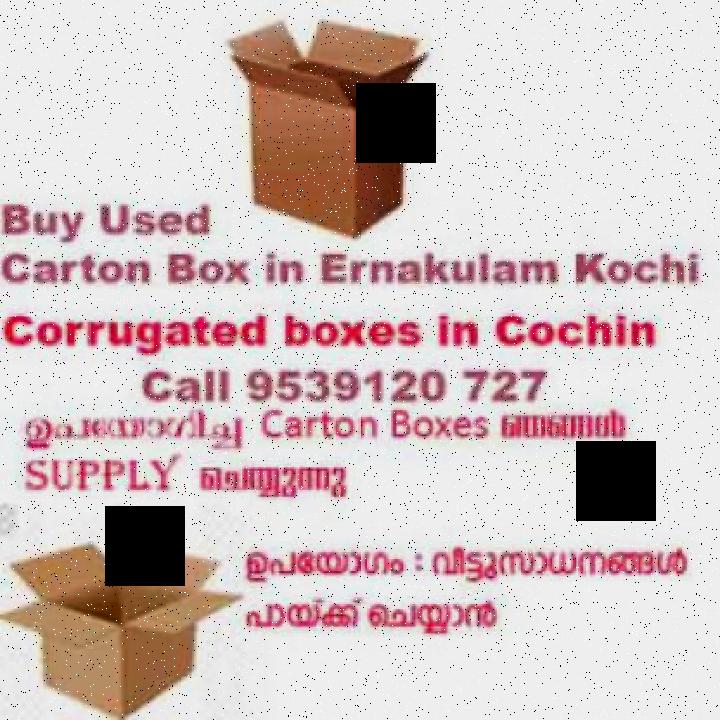 Buy Used
Carton Box in Ernakulam Kochi
Corrugated boxes in Cochin
Call 9539120 727
ഉപയോഗിച്ച Carton Boxes ഞങ്ങൾ
SUPPLY ചെയ്യുന്നു
ഉപയോഗം : വീട്ടുസാധനങ്ങൾ
പായ്ക്ക് ചെയ്യാൻ